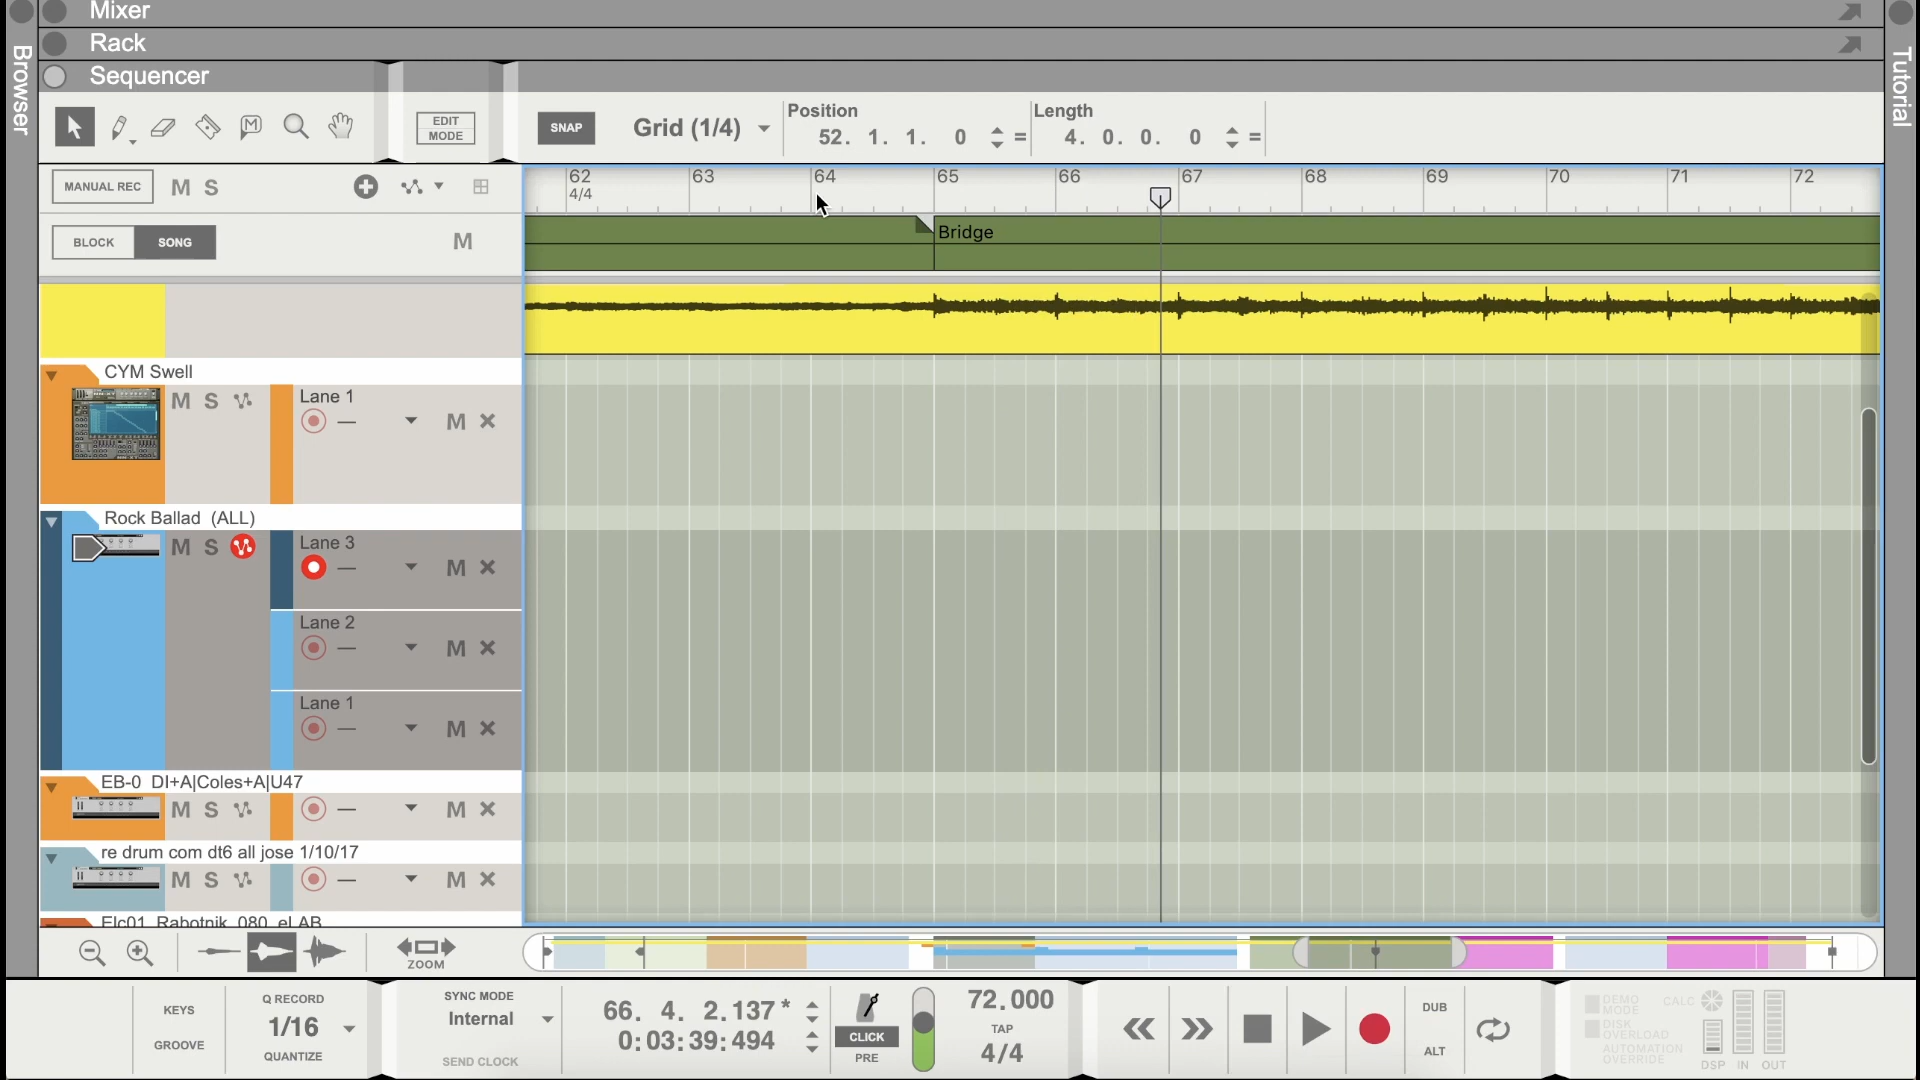 Mixer
Rack
Sequencer
Browser
Tutorial
EDIT
MODE
SNAP
Grid (1/4)
Position
52. 1. 1. 0
=
Length
4. 0. 0. 0
=
MANUAL REC
M S
62 63 64 65 66 67 68 69 70 71 72
4/4
BLOCK SONG
M
Bridge
CYM Swell
M S
Lane 1
M
Rock Ballad (ALL)
M S
Lane 3
M
Lane 2
M
Lane 1
M
EB-0 DI+A|Coles+A|U47
M S
M
re drum com dt6 all jose 1/10/17
M S
M
Elc01 Rabotnik 080 eLAB
ZOOM
KEYS
GROOVE
Q RECORD
1/16
QUANTIZE
SYNC MODE
Internal
SEND CLOCK
66. 4. 2.137 *
0:03:39:494
CLICK
PRE
72.000
TAP
4/4
DUB
ALT
DEMO
MODE
DISK
OVERLOAD
AUTOMATION
OVERRIDE
CALC
DSP IN OUT